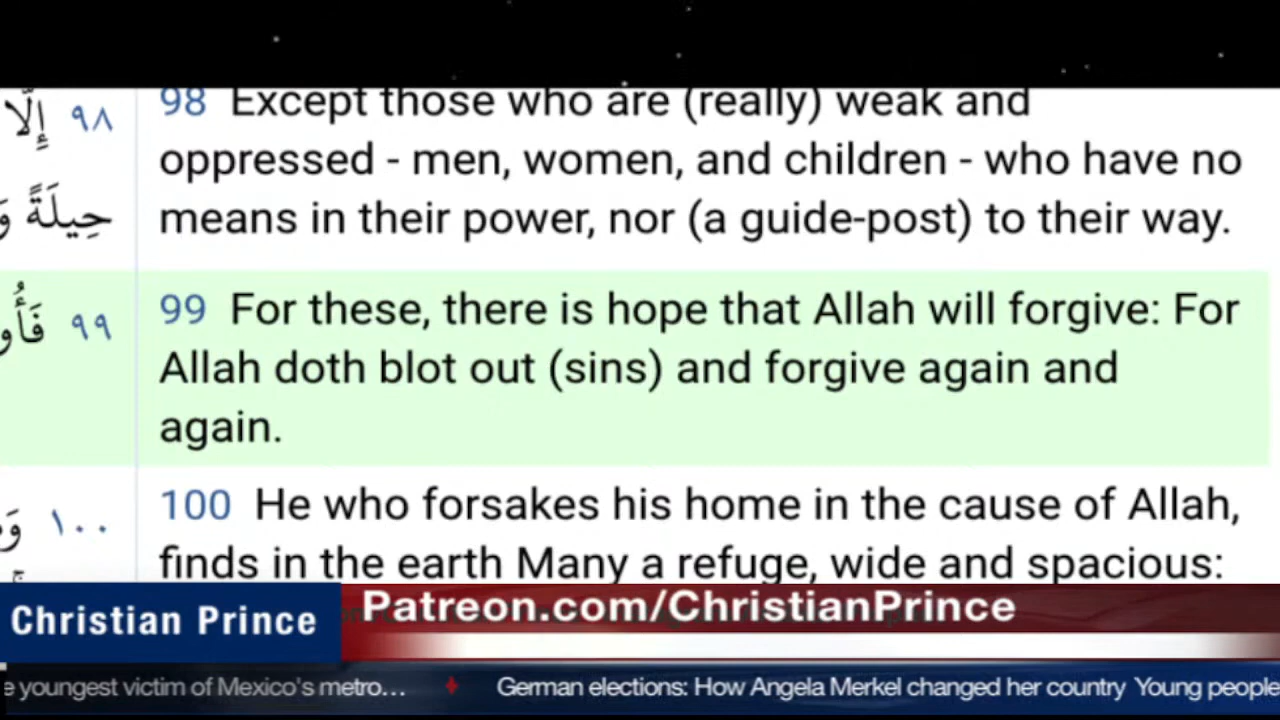 إِلَّا ٩٨
98 Except those who are (really) weak and
oppressed - men, women, and children - who have no
حِيلَةً
means in their power, nor (a guide-post) to their way.
٩٩
99 For these, there is hope that Allah will forgive: For
Allah doth blot out (sins) and forgive again and
again.
١٠٠
100 He who forsakes his home in the cause of Allah,
finds in the earth Many a refuge, wide and spacious:
Christian Prince
Patreon.com/ChristianPrince
e youngest victim of Mexico's metro… German elections: How Angela Merkel changed her country Young people